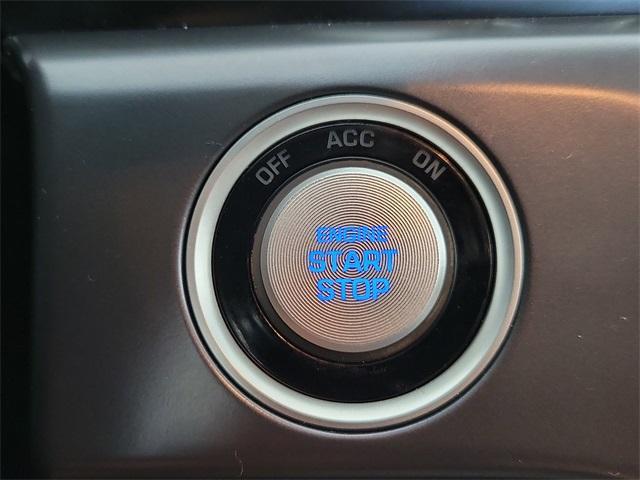 OFF ACC ON
ENGINE
START
STOP